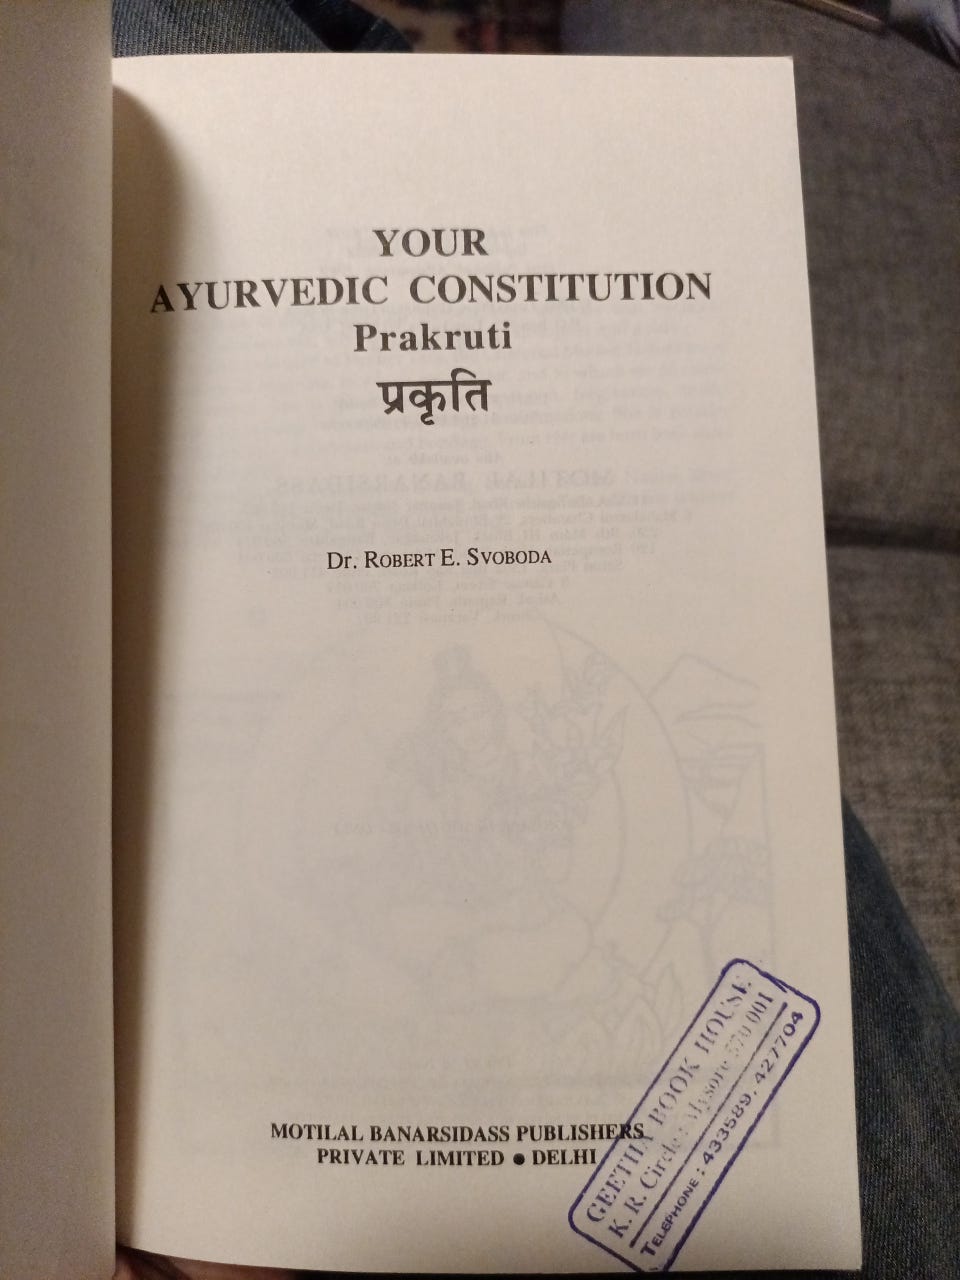 YOUR
AYURVEDIC CONSTITUTION
Prakruti
प्रकृति
Dr. ROBERT E. SVOBODA
MOTILAL BANARSIDASS PUBLISHERS
PRIVATE LIMITED ● DELHI
GEETHA BOOK HOUSE
K. R. Circle : Mysore 570 001
TELEPHONE : 433589, 427704